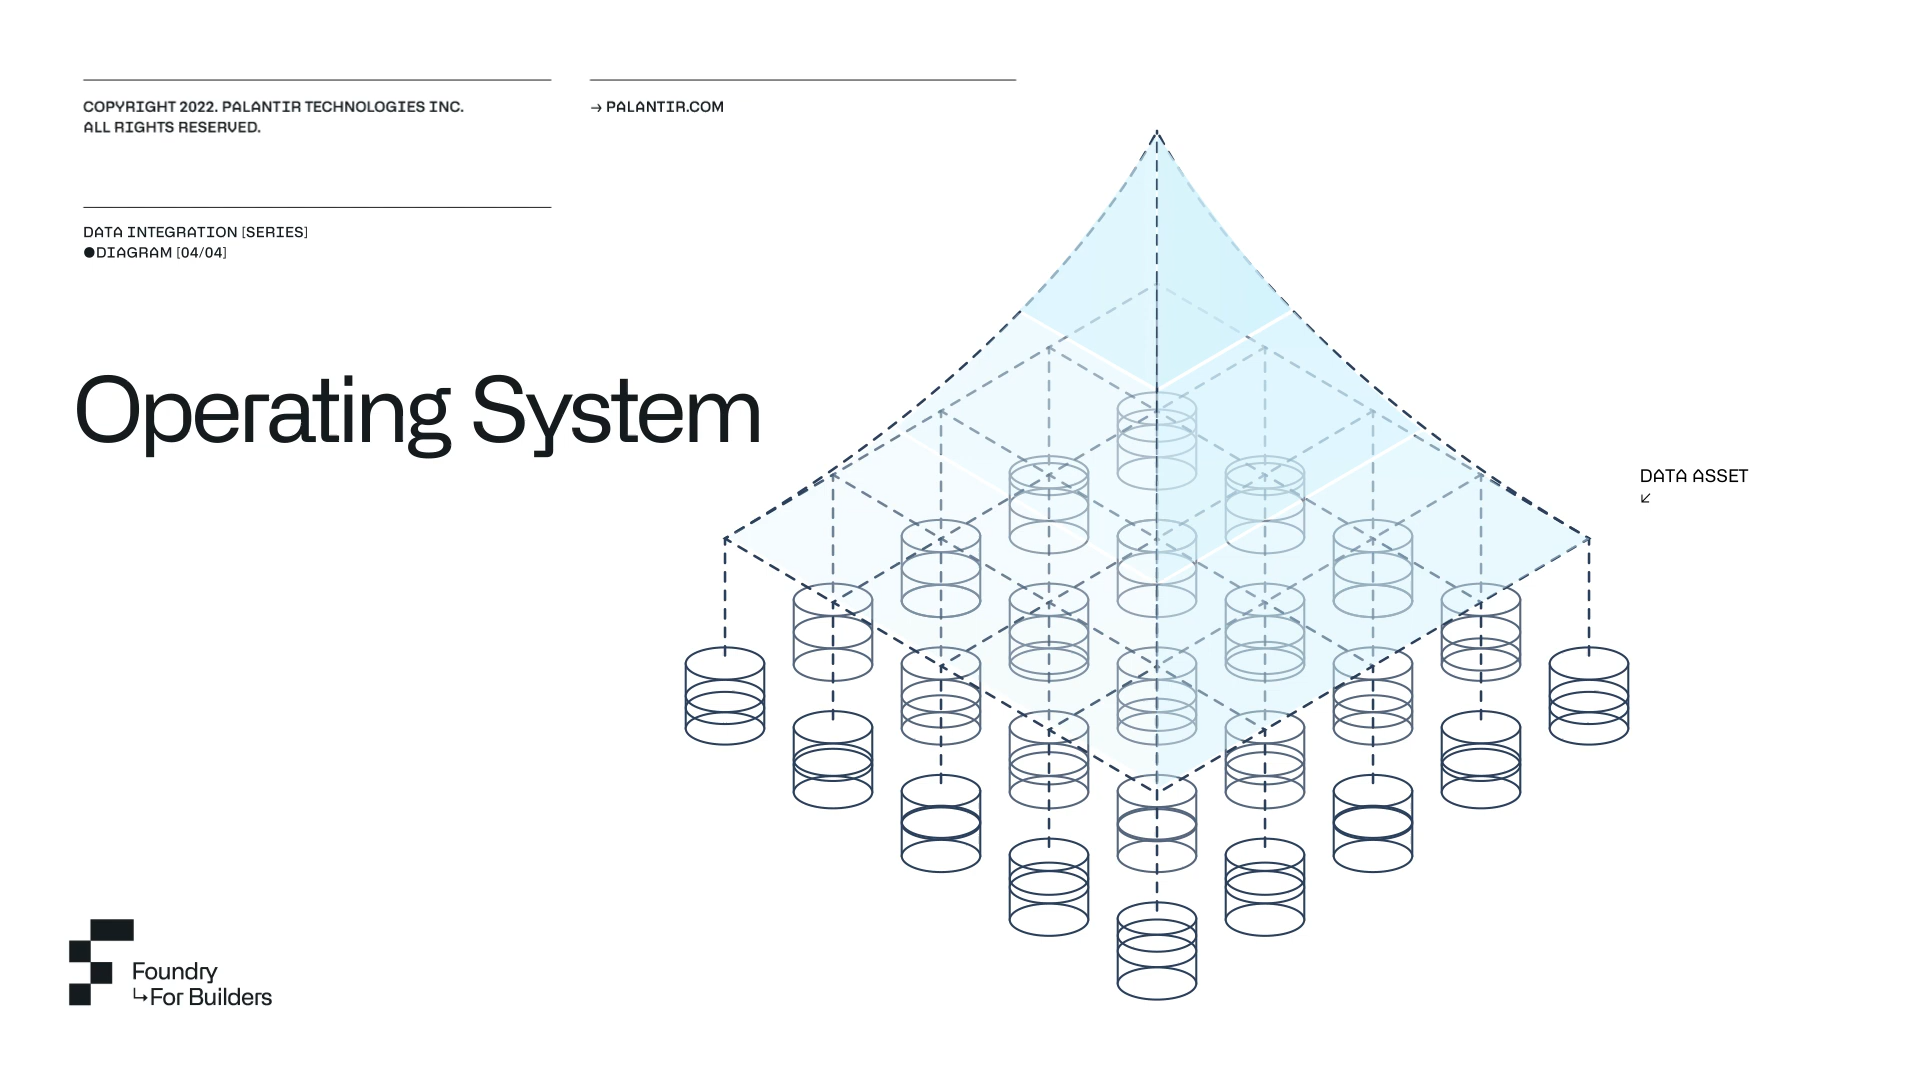 COPYRIGHT 2022. PALANTIR TECHNOLOGIES INC.
ALL RIGHTS RESERVED.
→ PALANTIR.COM
DATA INTEGRATION [SERIES]
●DIAGRAM [04/04]
Operating System
DATA ASSET
↙
Foundry
↳For Builders